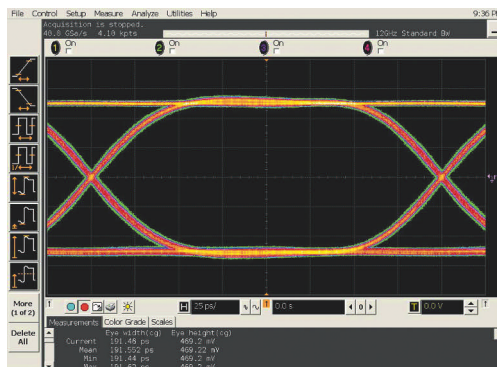 File Control Setup Measure Analyze Utilities Help 9:36 PM
Acquisition is stopped.
40.0 GSa/s 4.10 kpts
1 On 2 On 3 On 4 On 12GHz Standard BW
More
(1 of 2)
Delete
All
H 25 ps/ T 0.0 s 0 T 0.0 V
Measurements Color Grade Scales
Eye width(cg) Eye height(cg)
Current 191.46 ps 469.2 mV
Mean 191.552 ps 469.22 mV
Min 191.44 ps 469.2 mV